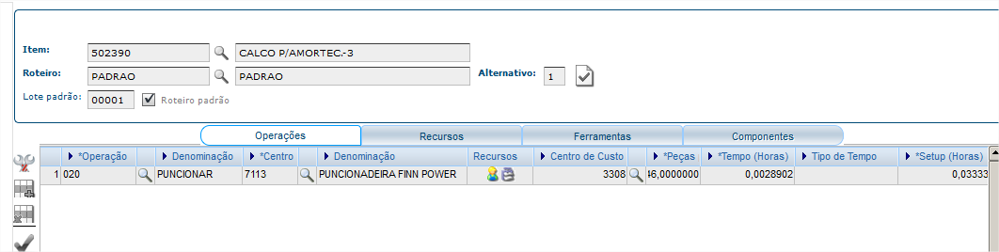 Item: 502390 CALCO P/AMORTEC.-3
Roteiro: PADRAO PADRAO Alternativo: 1
Lote padrão: 00001 Roteiro padrão
Operações Recursos Ferramentas Componentes
*Operação Denominação *Centro Denominação Recursos Centro de Custo *Peças *Tempo (Horas) Tipo de Tempo *Setup (Horas)
1 020 PUNCIONAR 7113 PUNCIONADEIRA FINN POWER 3308 6,0000000 0,0028902 0,03333